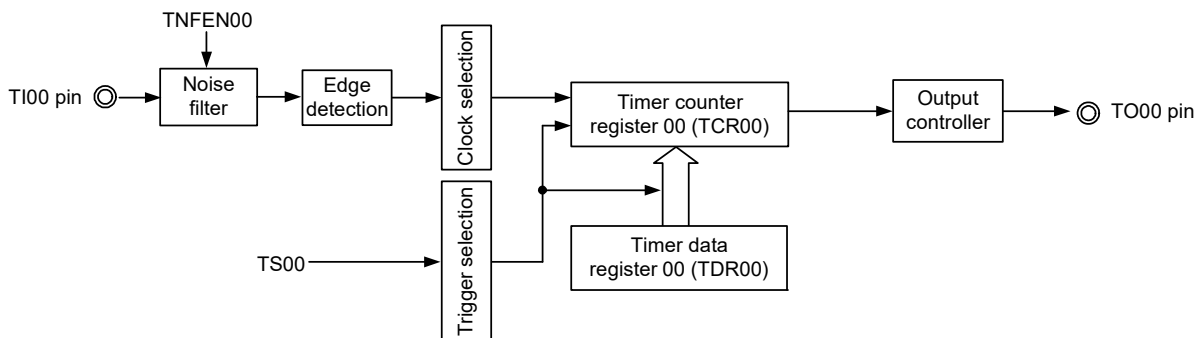 TNFEN00
TI00 pin
Noise
filter
Edge
detection
Clock selection
Timer counter
register 00 (TCR00)
Output
controller
TO00 pin
TS00
Trigger selection
Timer data
register 00 (TDR00)